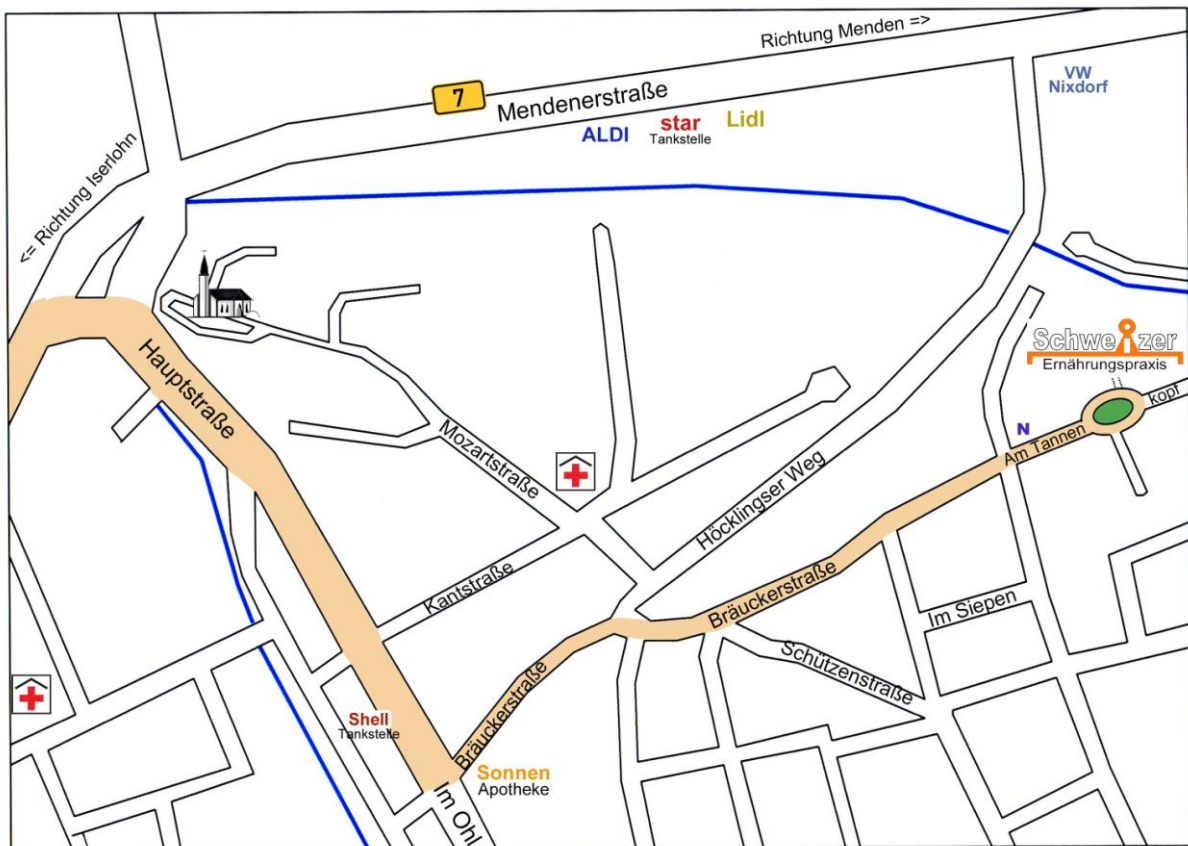 Richtung Menden =>
VW
Nixdorf
7
Mendenerstraße
ALDI
star
Tankstelle
Lidl
<= Richtung Iserlohn
Schweizer
Ernährungspraxis
Hauptstraße
Mozartstraße
Höcklingser Weg
N
Am Tannen
kopf
Kantstraße
Bräuckerstraße
Im Siepen
Schützenstraße
Bräuckerstraße
Shell
Tankstelle
Sonnen
Apotheke
Im Ohl